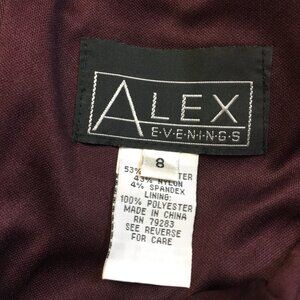 ALEX
E·V·E·N·I·N·G·S
8
53%
43% NYLON
4% SPANDEX
LINING:
100% POLYESTER
MADE IN CHINA
RN 79283
SEE REVERSE
FOR CARE